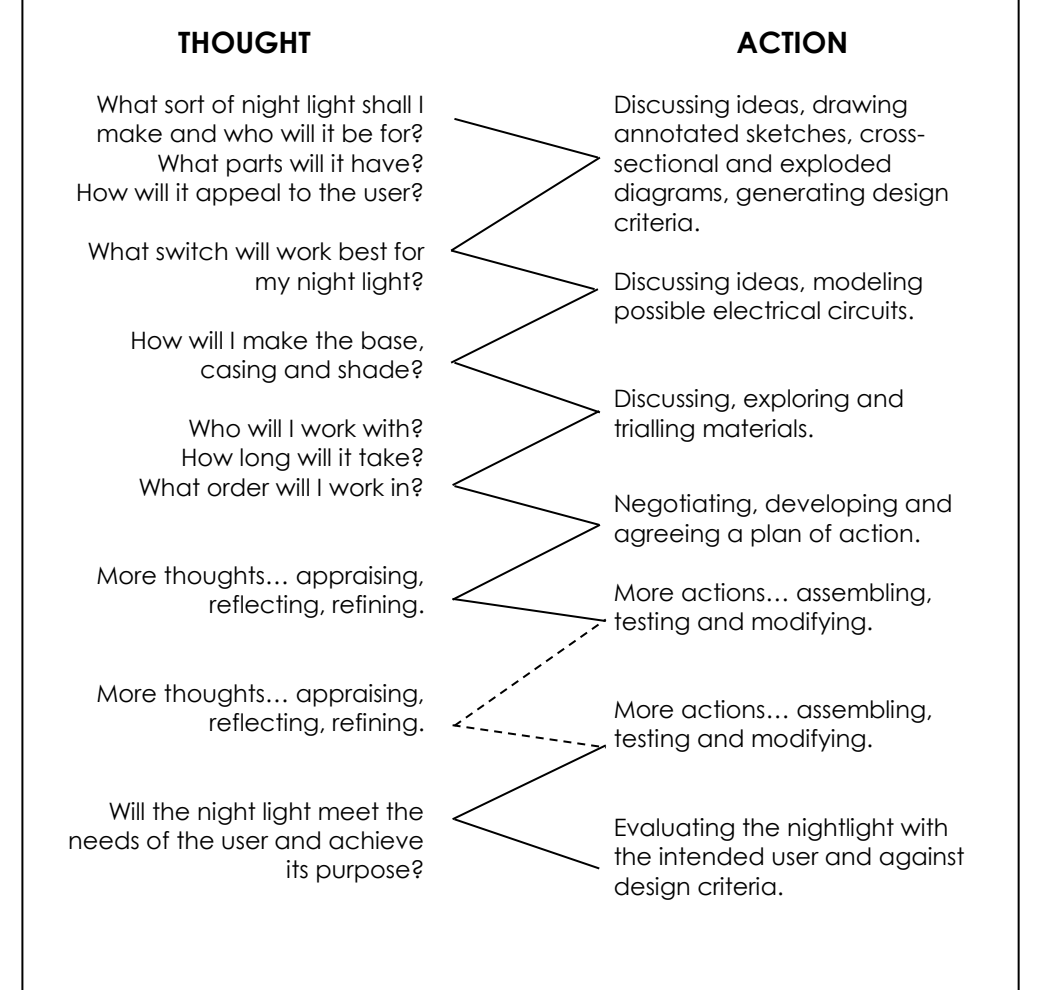 THOUGHT
ACTION
What sort of night light shall I
make and who will it be for?
What parts will it have?
How will it appeal to the user?
Discussing ideas, drawing
annotated sketches, cross-
sectional and exploded
diagrams, generating design
criteria.
What switch will work best for
my night light?
Discussing ideas, modeling
possible electrical circuits.
How will I make the base,
casing and shade?
Discussing, exploring and
trialling materials.
Who will I work with?
How long will it take?
What order will I work in?
Negotiating, developing and
agreeing a plan of action.
More thoughts... appraising,
reflecting, refining.
More actions... assembling,
testing and modifying.
More thoughts... appraising,
reflecting, refining.
More actions... assembling,
testing and modifying.
Will the night light meet the
needs of the user and achieve
its purpose?
Evaluating the nightlight with
the intended user and against
design criteria.